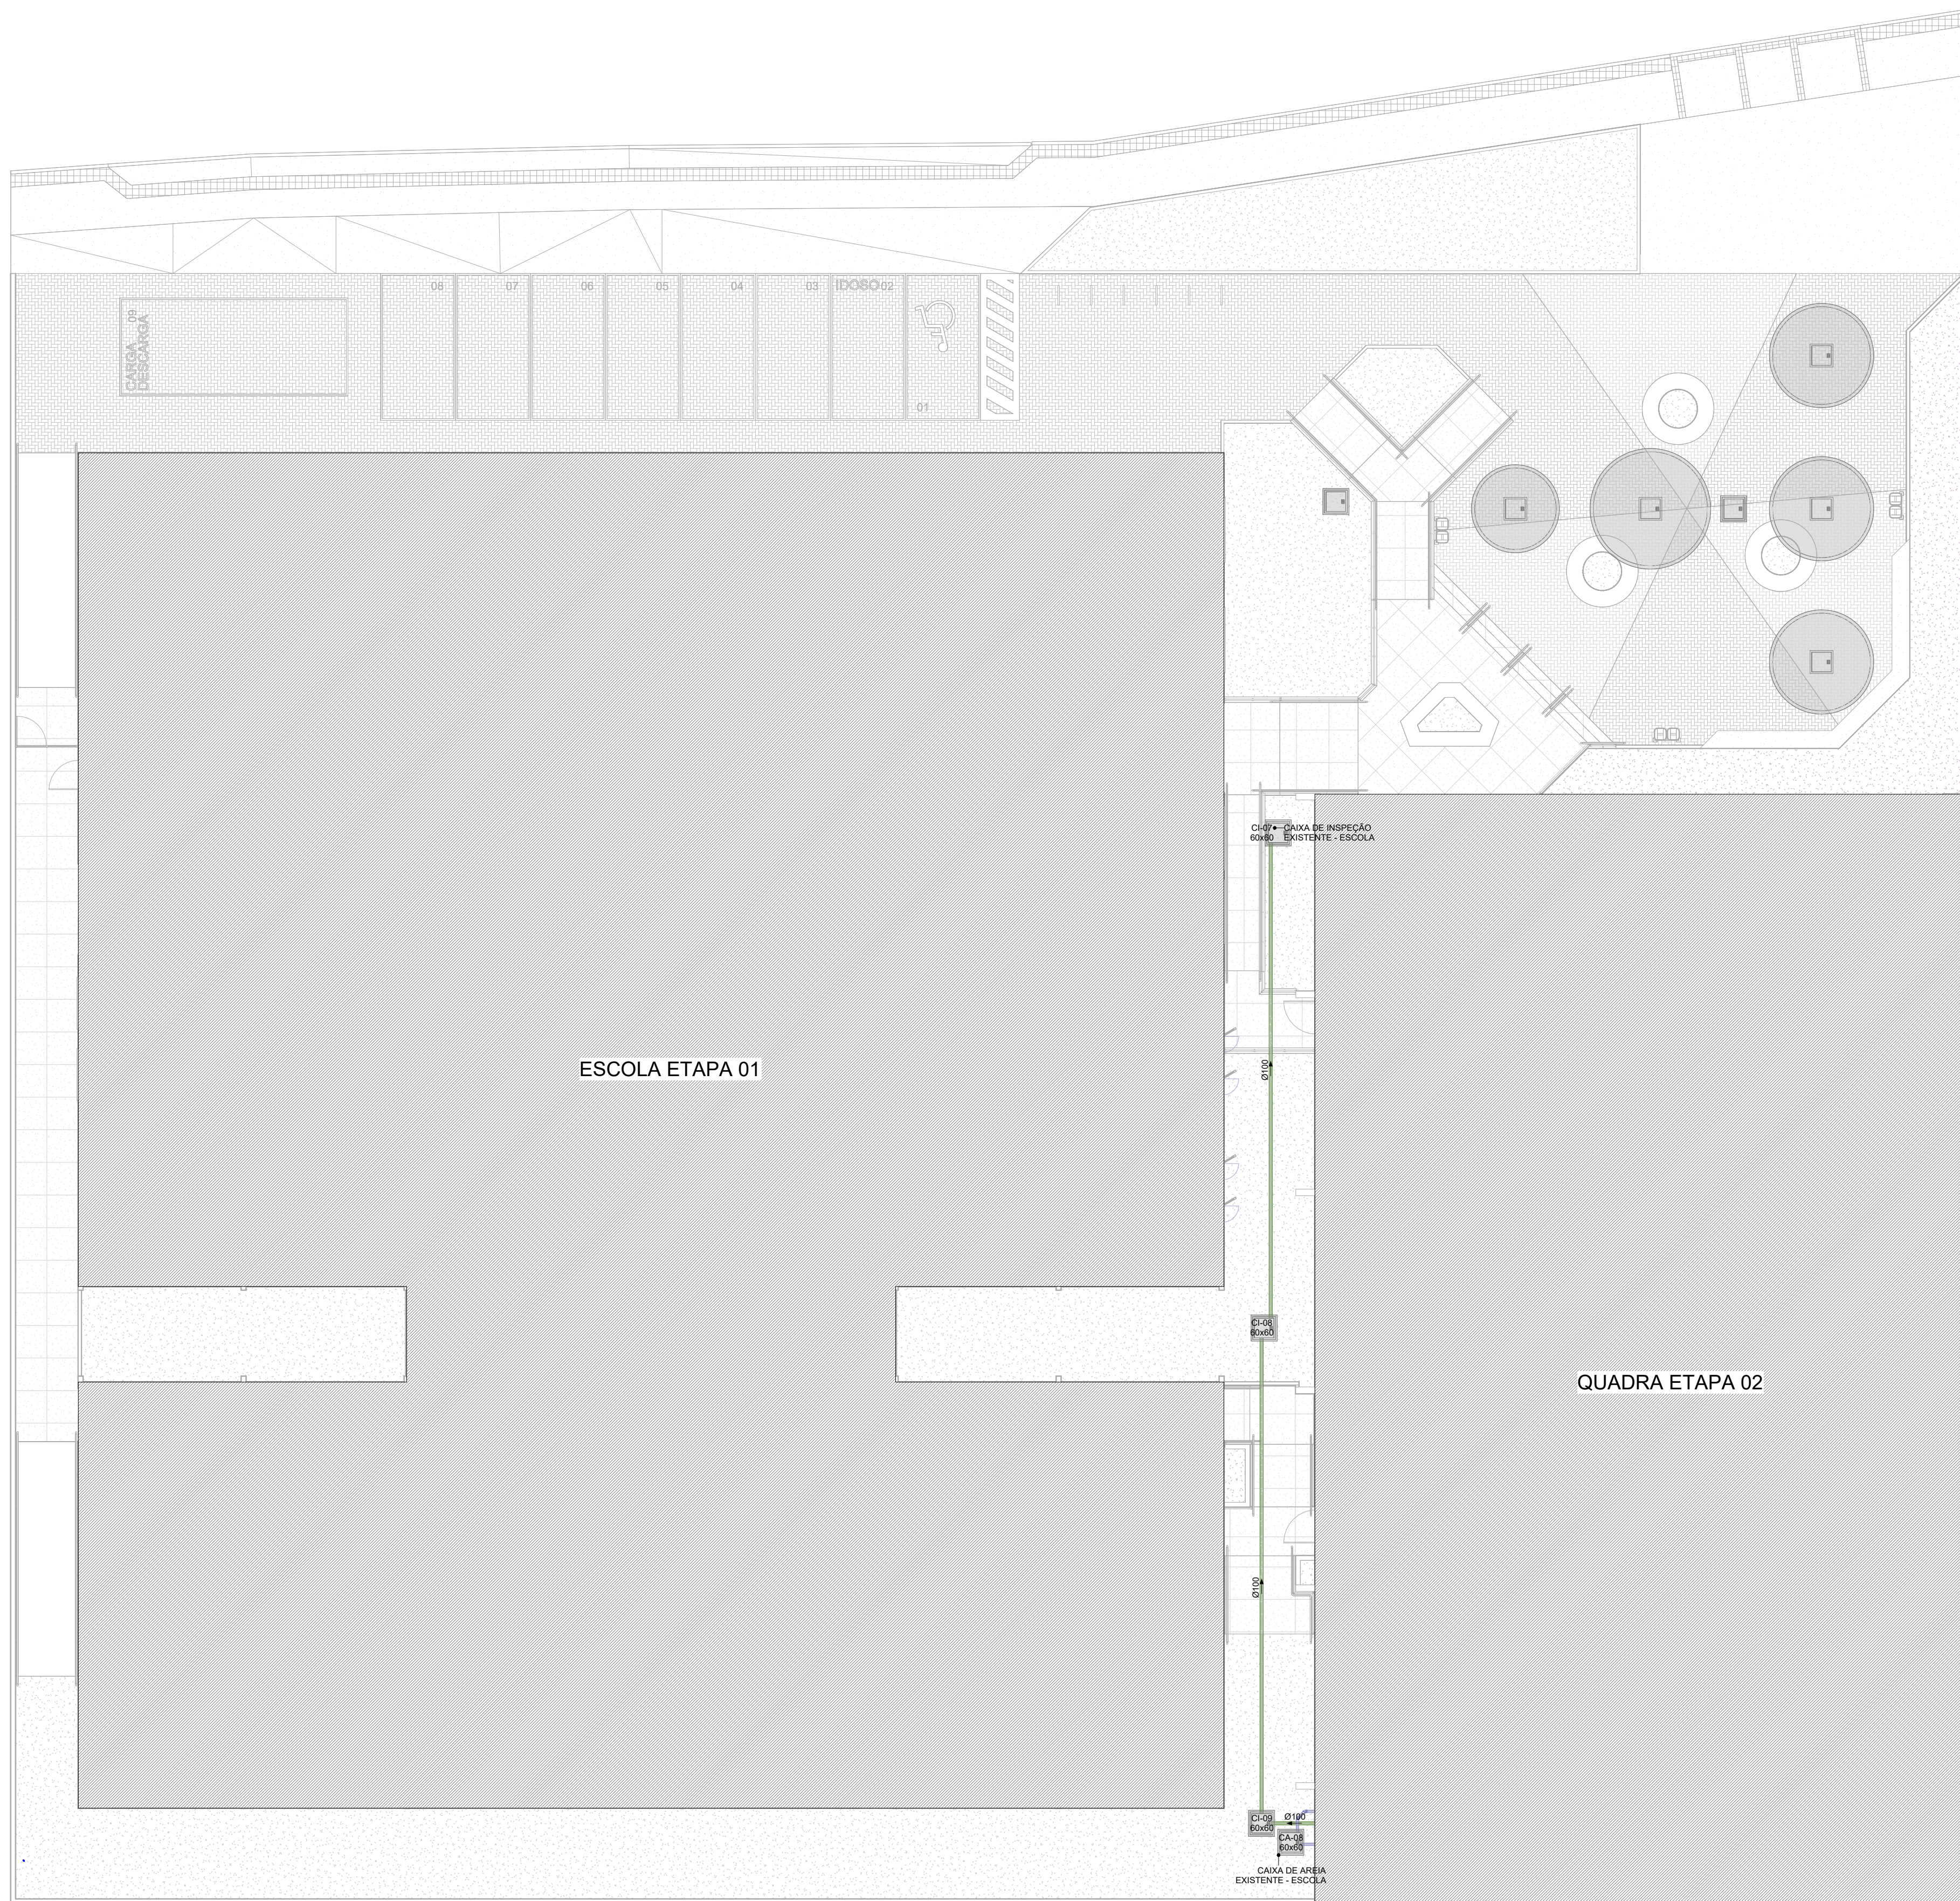 08
07
06
05
04
03
IDOSO 02
09
CARGA
DESCARGA
01
CI-07
60x60
CAIXA DE INSPEÇÃO
EXISTENTE - ESCOLA
ESCOLA ETAPA 01
Ø100
CI-08
60x60
QUADRA ETAPA 02
Ø100
CI-09
60x60
Ø100
CA-08
60x60
CAIXA DE AREIA
EXISTENTE - ESCOLA